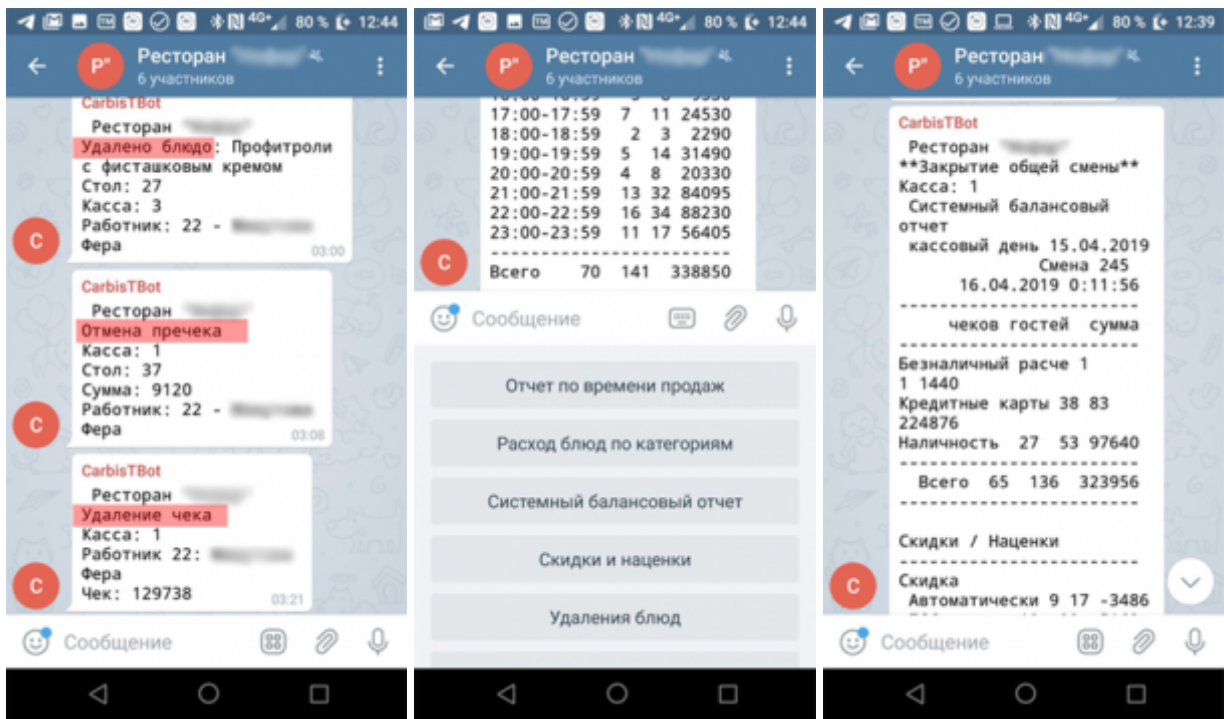 80 % 12:44
Ресторан
6 участников
CarbisTBot
Ресторан
Удалено блюдо: Профитроли
с фисташковым кремом
Стол: 27
Касса: 3
Работник: 22 -
Фера
03:00
C
CarbisTBot
Ресторан
Отмена пречека
Касса: 1
Стол: 37
Сумма: 9120
Работник: 22 -
Фера
03:08
C
CarbisTBot
Ресторан
Удаление чека
Касса: 1
Работник 22:
Фера
Чек: 129738
03:21
C
Сообщение
4G+ 80 % 12:44
P"
Ресторан
6 участников
17:00-17:59 7 11 24530
18:00-18:59 2 3 2290
19:00-19:59 5 14 31490
20:00-20:59 4 8 20330
21:00-21:59 13 32 84095
22:00-22:59 16 34 88230
23:00-23:59 11 17 56405
Всего 70 141 338850
C
Сообщение
Отчет по времени продаж
Расход блюд по категориям
Системный балансовый отчет
Скидки и наценки
Удаления блюд
4G+ 80 % 12:39
P"
Ресторан
6 участников
CarbisTBot
Ресторан
**Закрытие общей смены**
Касса: 1
Системный балансовый
отчет
кассовый день 15.04.2019
Смена 245
16.04.2019 0:11:56
чеков гостей сумма
Безналичный расче 1
1 1440
Кредитные карты 38 83
224876
Наличность 27 53 97640
Всего 65 136 323956
Скидки / Наценки
Скидка
Автоматически 9 17 -3486
C
Сообщение